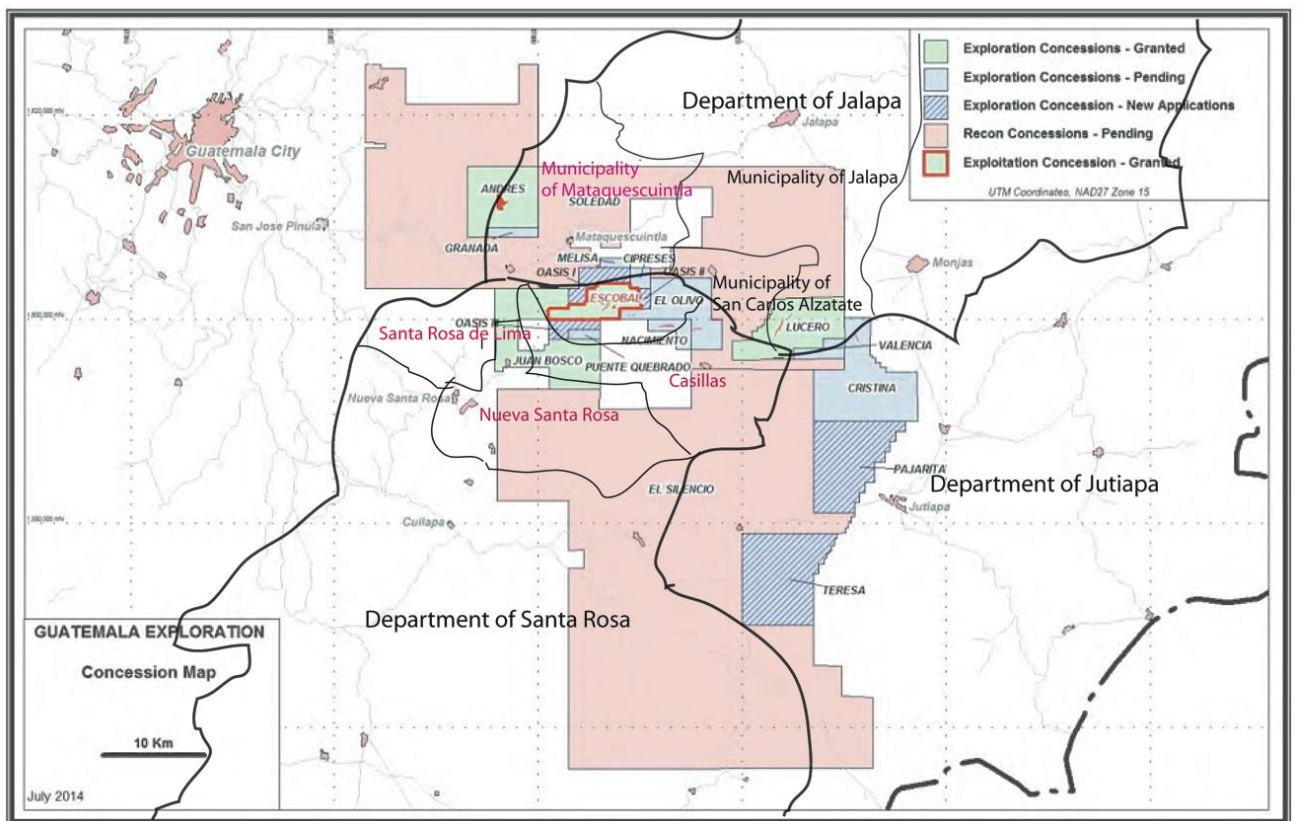 Exploration Concessions - Granted
Exploration Concessions - Pending
Exploration Concession - New Applications
Recon Concessions - Pending
Exploitation Concession - Granted
UTM Coordinates, NAD27 Zone 15
Department of Jalapa
Jalapa
Guatemala City
Municipality
of Mataquescuintla
Municipality of Jalapa
ANDRES
SOLEDAD
San Jose Pinula
Mataquescuintla
GRANADA
MELISA
CIPRESES
Monjas
OASIS I
OASIS II
Municipality of
San Carlos Alzatate
ESCOBAL
EL OLIVO
LUCERO
Santa Rosa de Lima
NACIMIENTO
VALENCIA
JUAN BOSCO
PUENTE QUEBRADO
Casillas
CRISTINA
Nueva Santa Rosa
Nueva Santa Rosa
PAJARITA
EL SILENCIO
Department of Jutiapa
Jutiapa
Cuilapa
TERESA
Department of Santa Rosa
GUATEMALA EXPLORATION
Concession Map
10 Km
July 2014